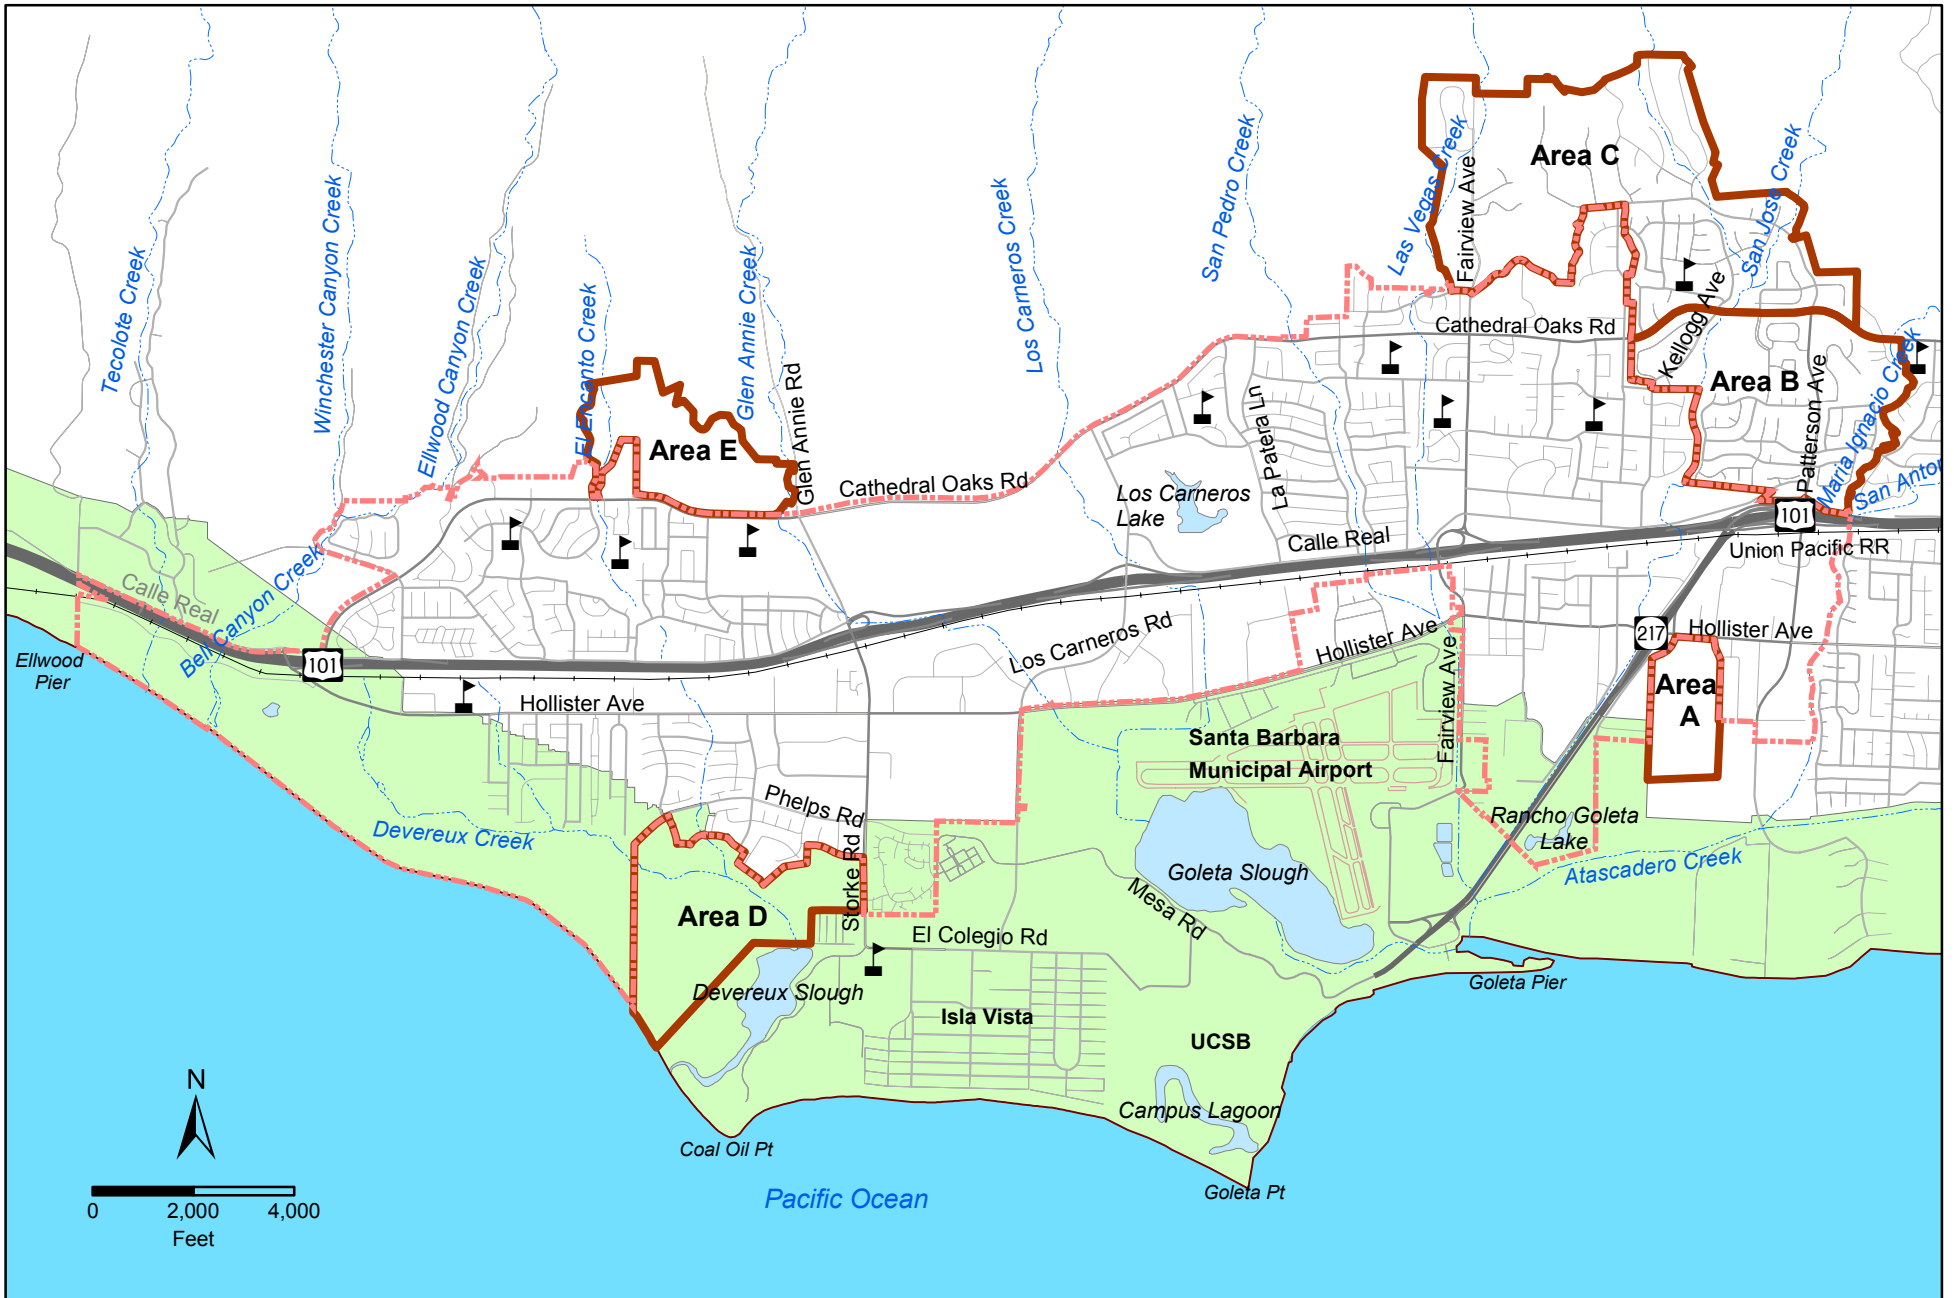 Area C
Fairview Ave
Las Vegas Creek
San Jose Creek
San Pedro Creek
Los Carneros Creek
Glen Annie Creek
El Encanto Creek
Ellwood Canyon Creek
Winchester Canyon Creek
Tecolote Creek
Kellogg Ave
Cathedral Oaks Rd
Area B
Patterson Ave
Maria Ignacio Creek
San Anton
La Patera Ln
Glen Annie Rd
Area E
Cathedral Oaks Rd
Los Carneros
Lake
101
Calle Real
Union Pacific RR
Calle Real
Bell Canyon Creek
Los Carneros Rd
Hollister Ave
217
Hollister Ave
Ellwood
Pier
101
Hollister Ave
Fairview Ave
Area
A
Santa Barbara
Municipal Airport
Phelps Rd
Devereux Creek
Storke Rd
Rancho Goleta
Lake
Atascadero Creek
Goleta Slough
Mesa Rd
Area D
El Colegio Rd
Devereux Slough
Goleta Pier
Isla Vista
UCSB
Campus Lagoon
Coal Oil Pt
Goleta Pt
Pacific Ocean
N
0 2,000 4,000
Feet